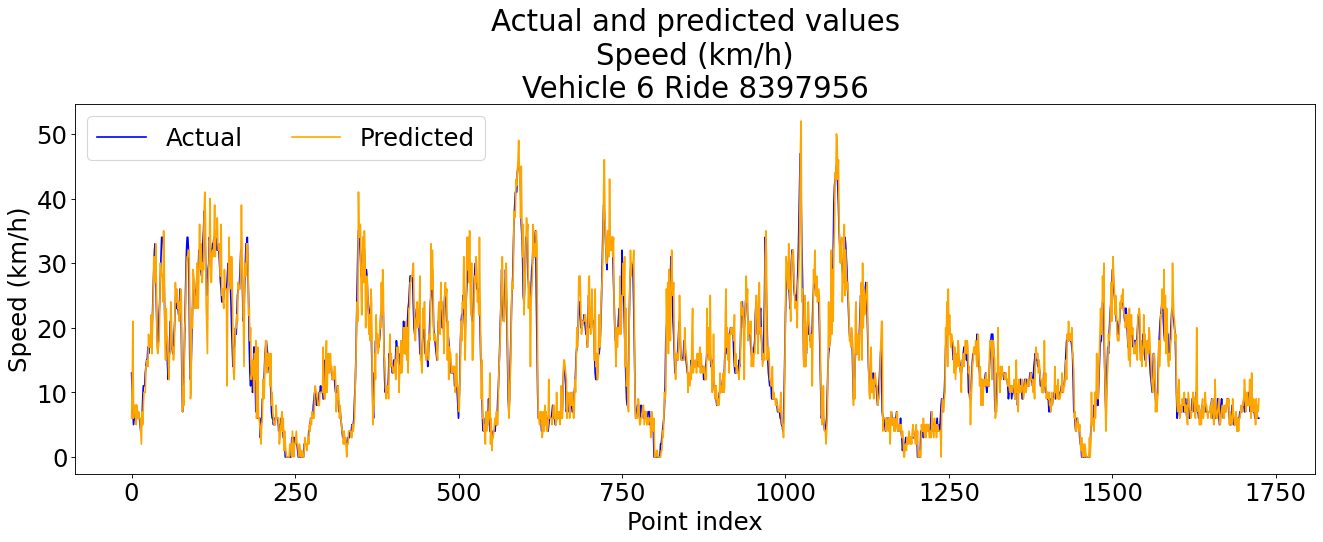 Actual and predicted values
Speed (km/h)
Vehicle 6 Ride 8397956
Actual Predicted
50
40
30
20
10
0
Speed (km/h)
0 250 500 750 1000 1250 1500 1750
Point index